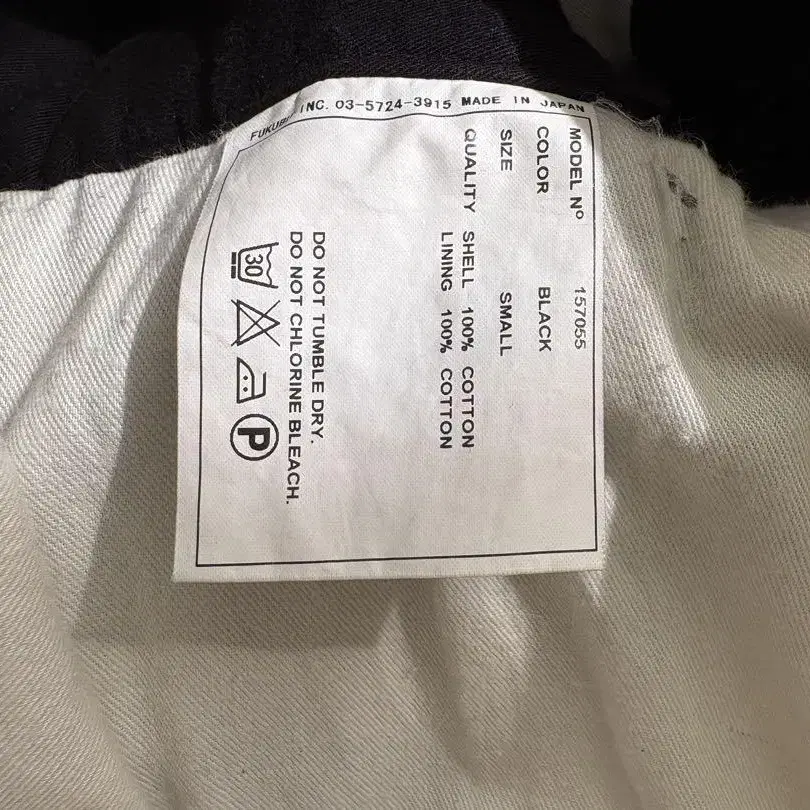 INC. 03-5724-3915 MADE IN JAPAN
MODEL Nº 157055
COLOR BLACK
SIZE SMALL
QUALITY SHELL 100% COTTON
LINING 100% COTTON
DO NOT TUMBLE DRY.
DO NOT CHLORINE BLEACH.
30
P